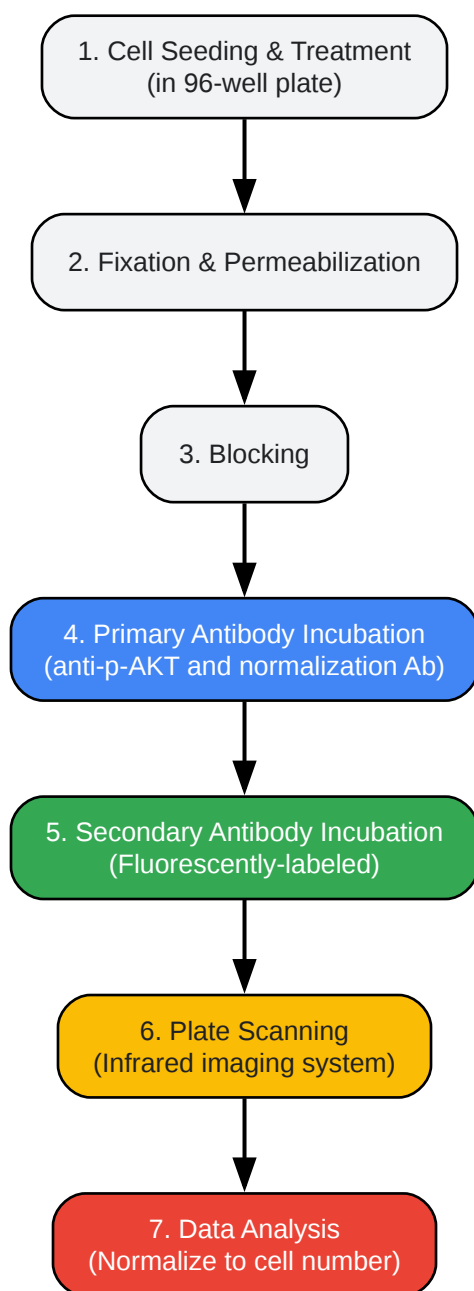 1. Cell Seeding & Treatment
(in 96-well plate)
2. Fixation & Permeabilization
3. Blocking
4. Primary Antibody Incubation
(anti-p-AKT and normalization Ab)
5. Secondary Antibody Incubation
(Fluorescently-labeled)
6. Plate Scanning
(Infrared imaging system)
7. Data Analysis
(Normalize to cell number)